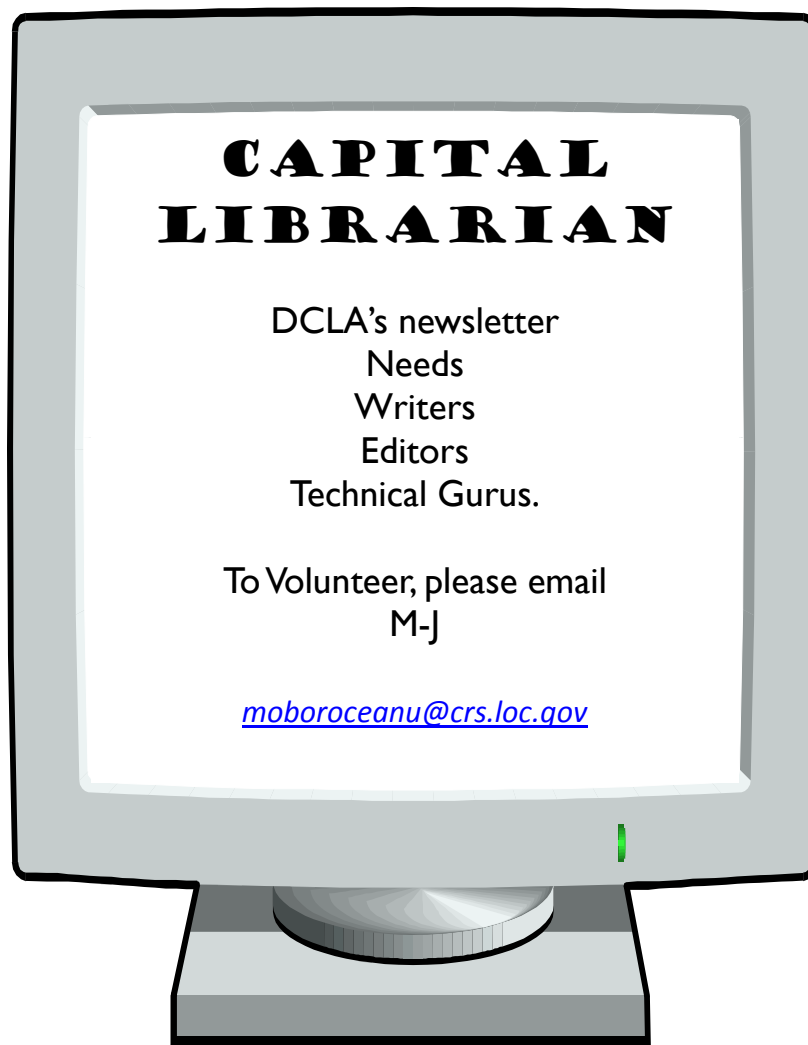 CAPITAL
LIBRARIAN
DCLA's newsletter
Needs
Writers
Editors
Technical Gurus.
To Volunteer, please email
M-J
moboroceanu@crs.loc.gov